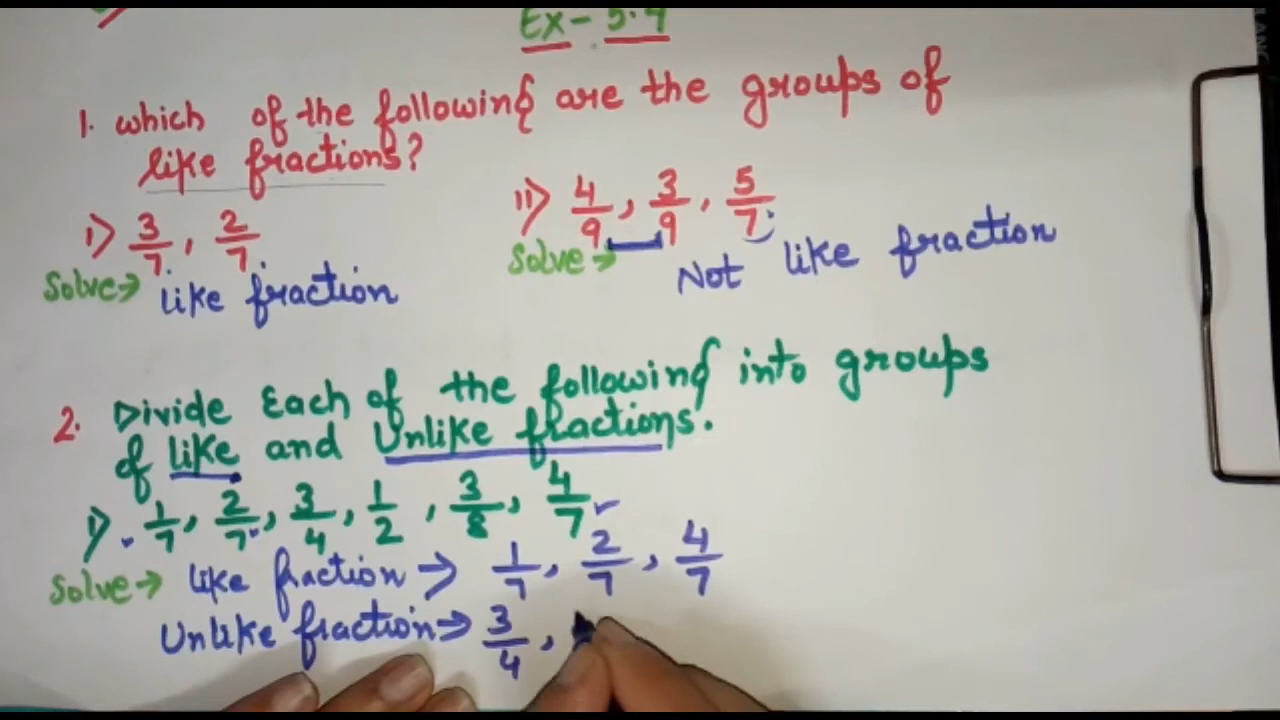 Ex- 5.4
1. Which of the following are the groups of
like fractions?
i) 3/7, 2/7
Solve→ like fraction
ii) 4/9, 3/9, 5/7
Solve→ Not like fraction
2. Divide Each of the following into groups
of like and Unlike fractions.
i) 1/7, 2/7, 3/4, 1/2, 3/8, 4/7
Solve→ like fraction → 1/7, 2/7, 4/7
Unlike fraction→ 3/4,